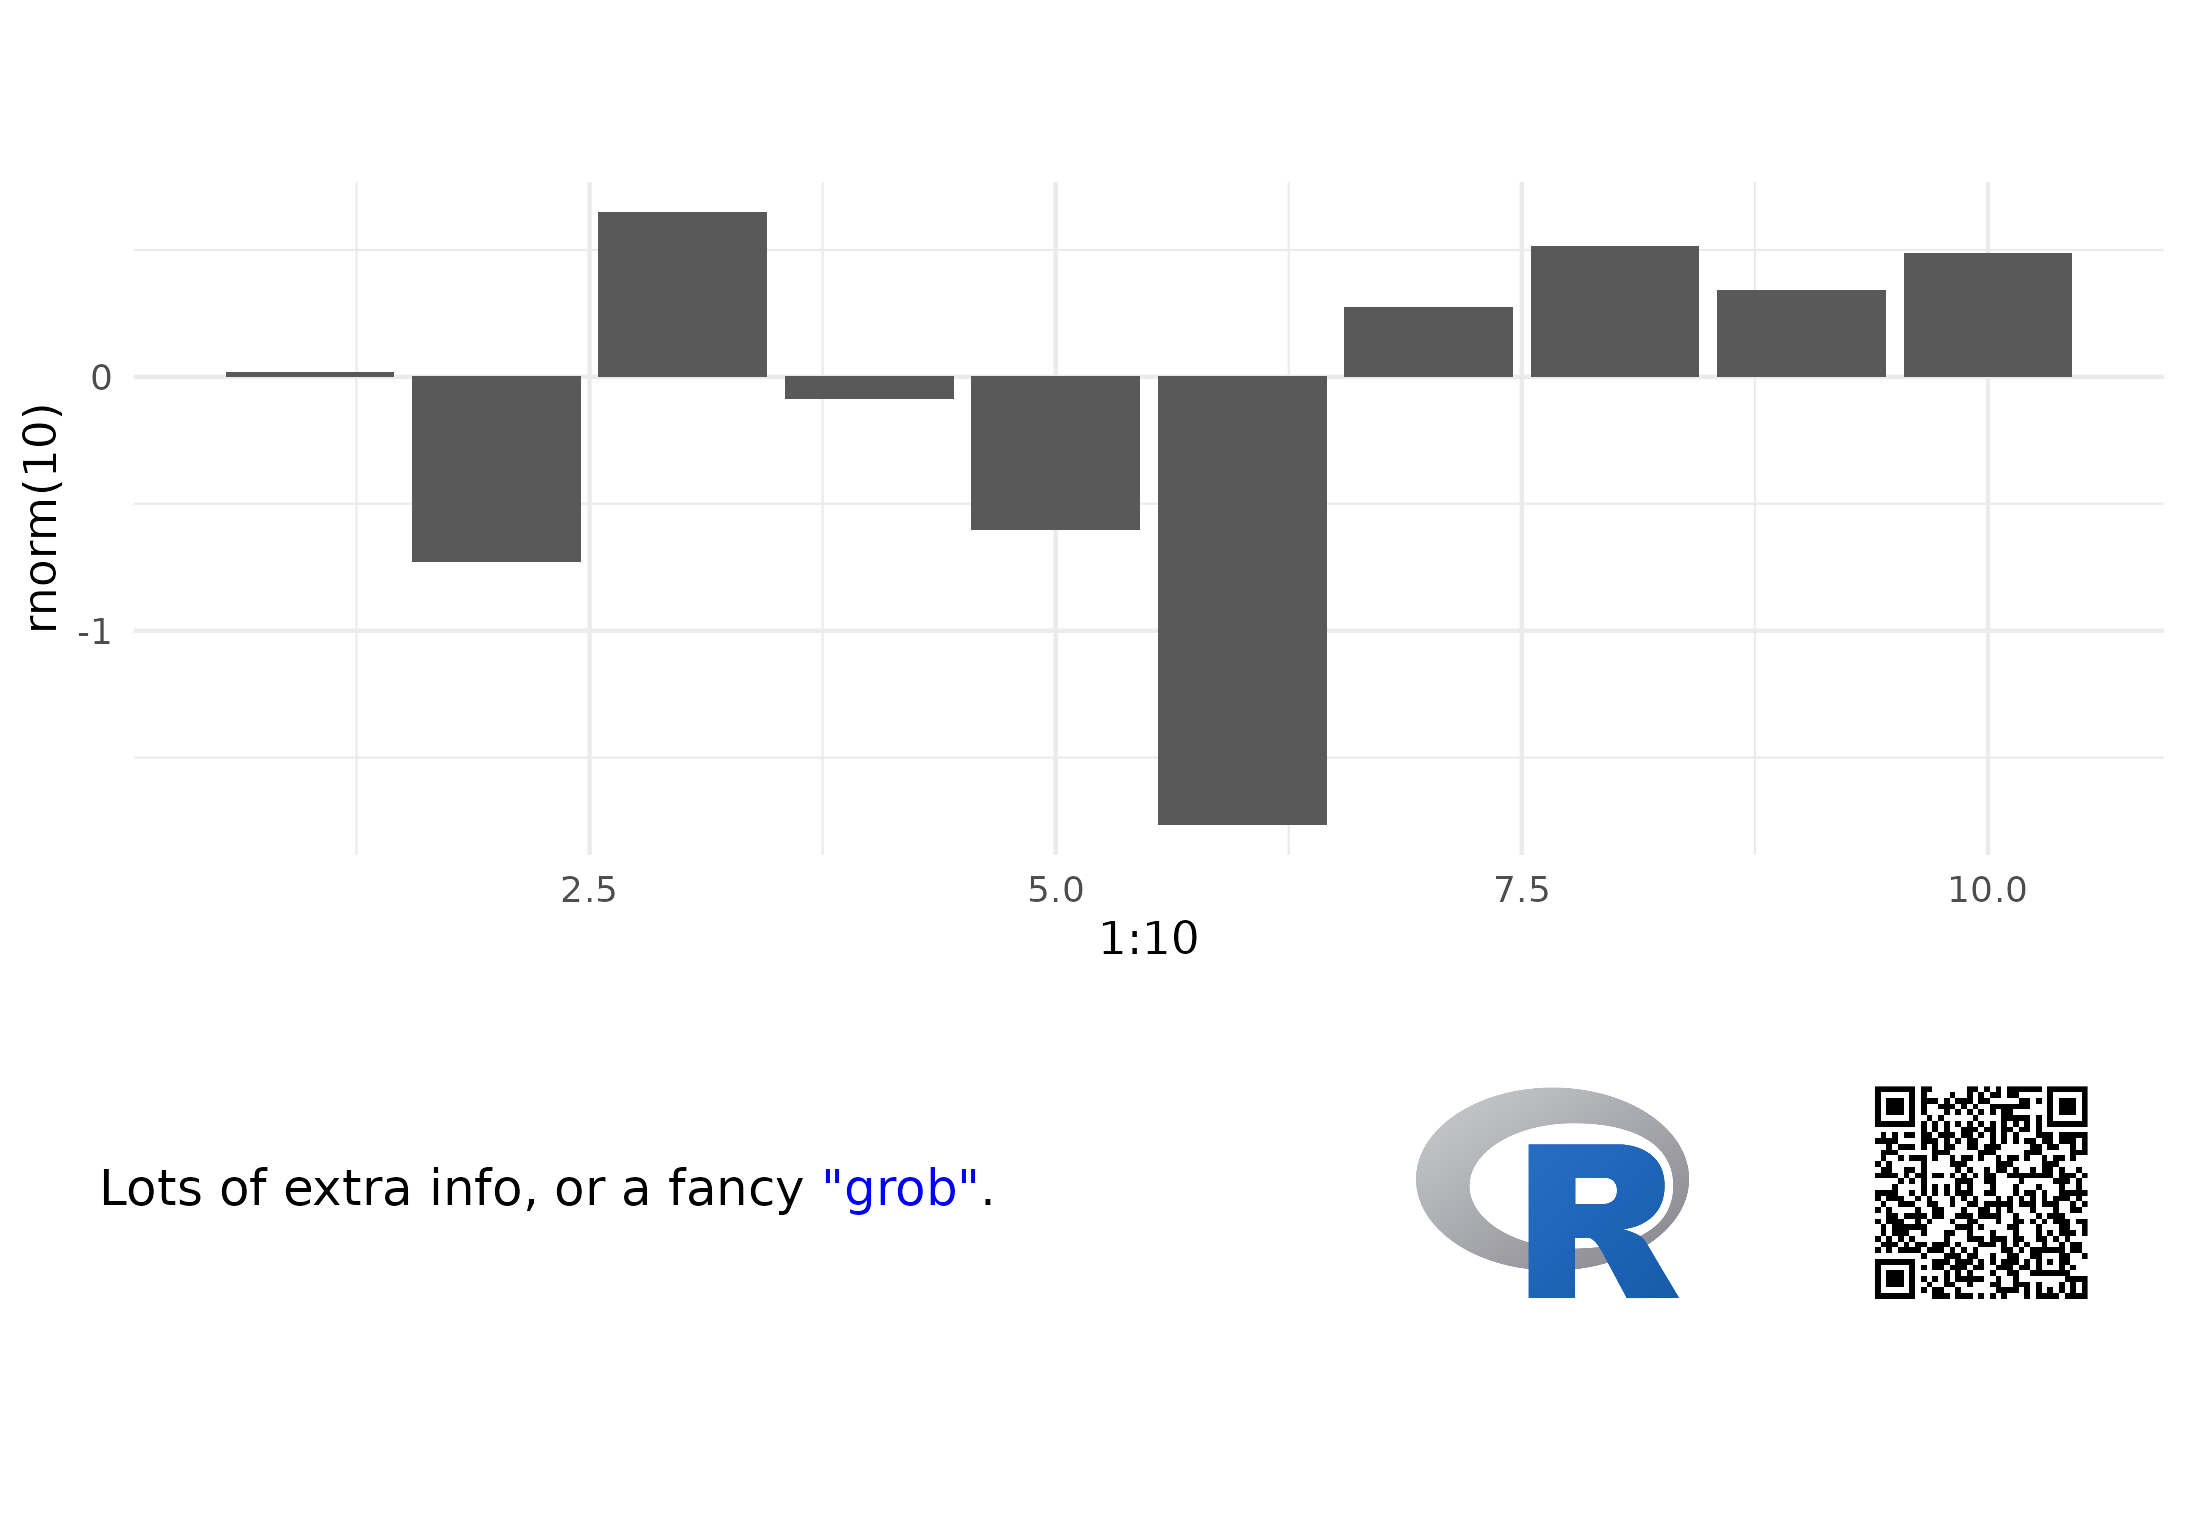 rnorm(10)
0
-1
2.5 5.0 7.5 10.0
1:10
Lots of extra info, or a fancy "grob".
R